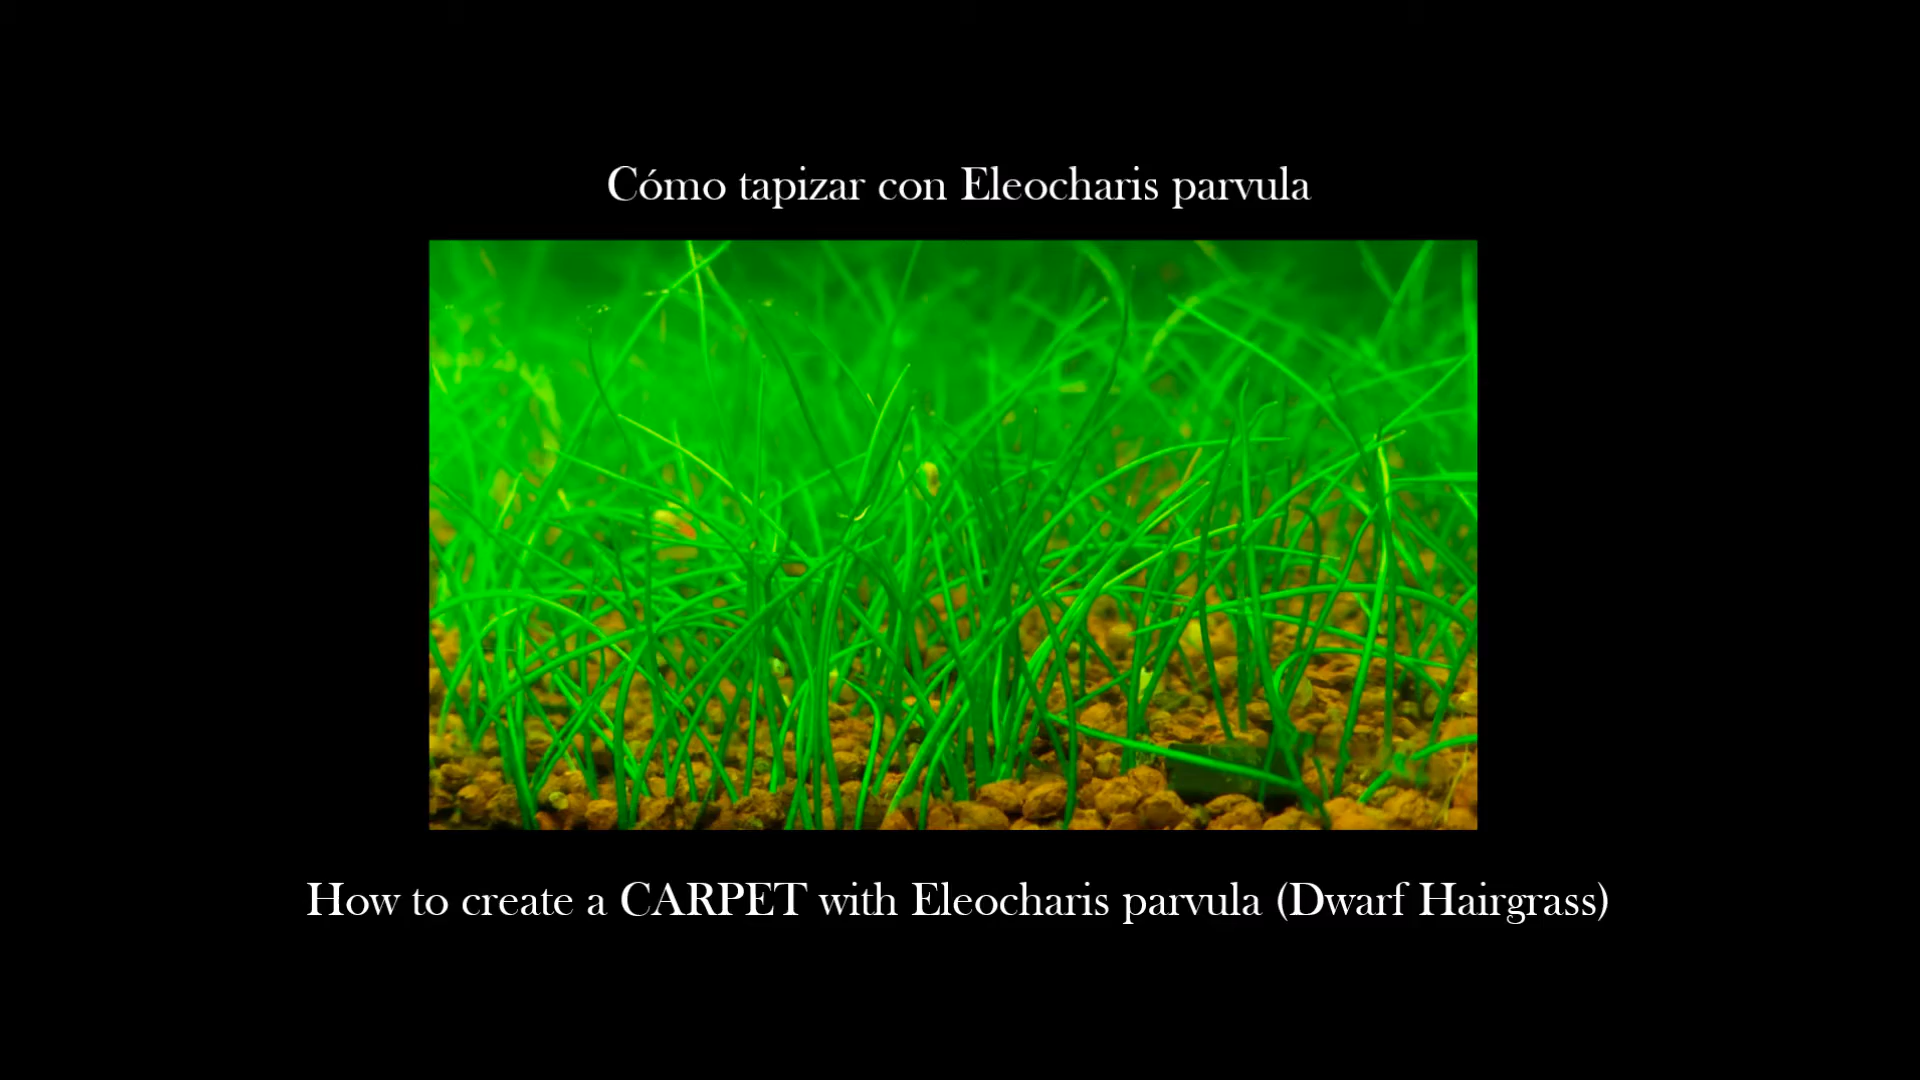 Cómo tapizar con Eleocharis parvula
How to create a CARPET with Eleocharis parvula (Dwarf Hairgrass)